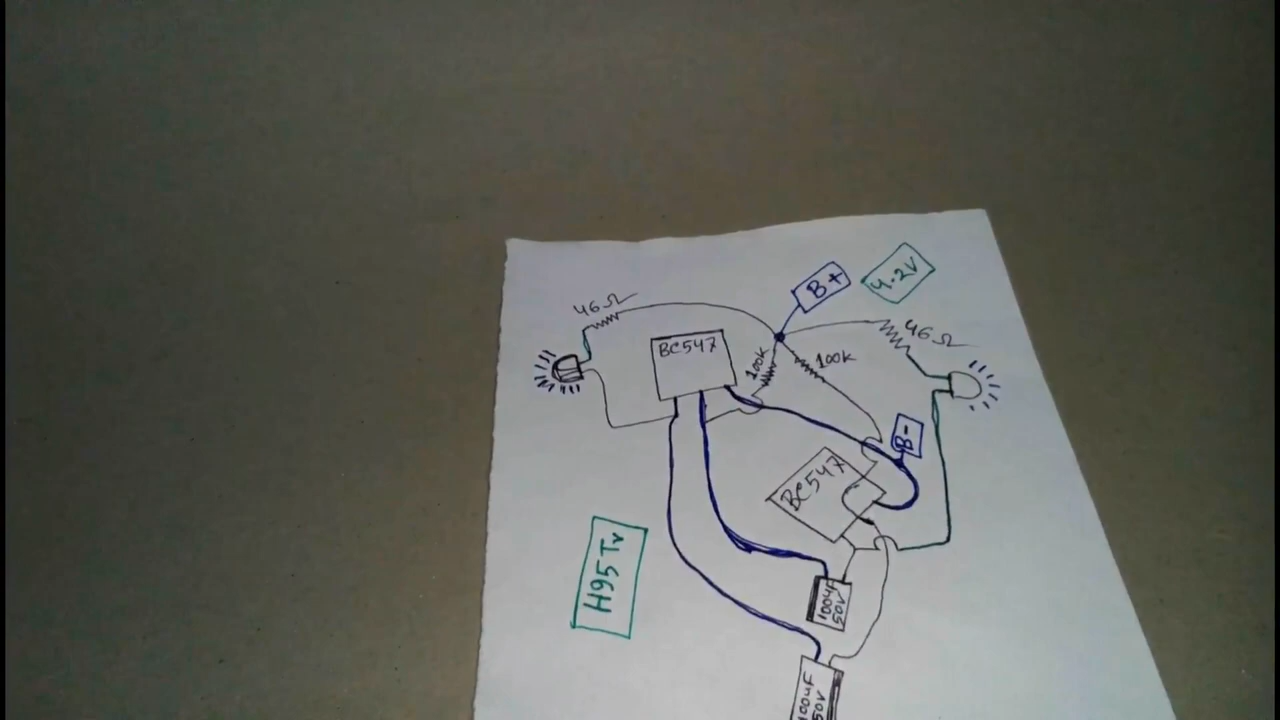 B+
4.2V
46Ω
46Ω
BC547
100k
100k
B-
BC547
H95Tv
100uF
50V
100uF
50V